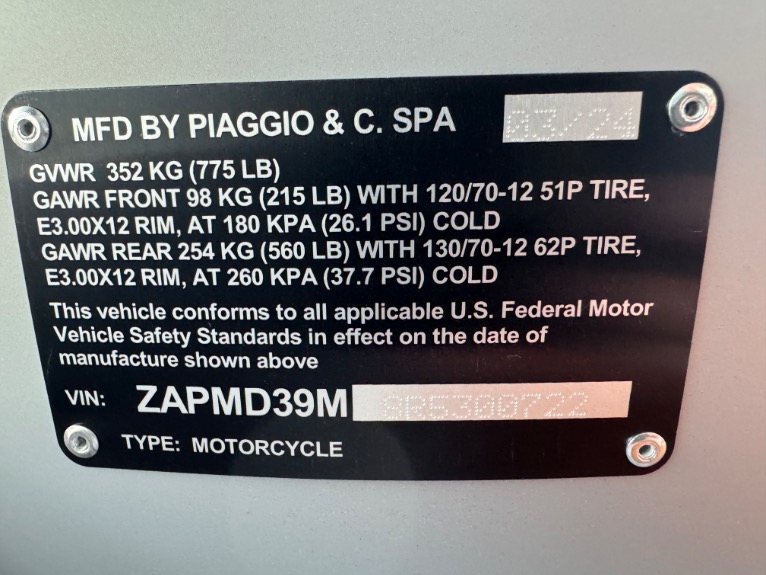 MFD BY PIAGGIO & C. SPA 03/24
GVWR 352 KG (775 LB)
GAWR FRONT 98 KG (215 LB) WITH 120/70-12 51P TIRE,
E3.00X12 RIM, AT 180 KPA (26.1 PSI) COLD
GAWR REAR 254 KG (560 LB) WITH 130/70-12 62P TIRE,
E3.00X12 RIM, AT 260 KPA (37.7 PSI) COLD
This vehicle conforms to all applicable U.S. Federal Motor
Vehicle Safety Standards in effect on the date of
manufacture shown above
VIN: ZAPMD39M 8R5300722
TYPE: MOTORCYCLE